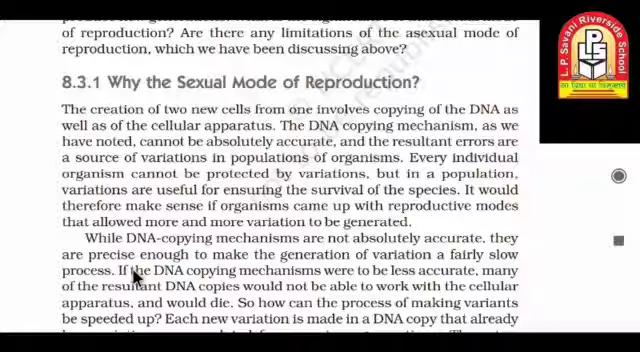 of reproduction? Are there any limitations of the asexual mode of
reproduction, which we have been discussing above?
8.3.1 Why the Sexual Mode of Reproduction?
The creation of two new cells from one involves copying of the DNA as
well as of the cellular apparatus. The DNA copying mechanism, as we
have noted, cannot be absolutely accurate, and the resultant errors are
a source of variations in populations of organisms. Every individual
organism cannot be protected by variations, but in a population,
variations are useful for ensuring the survival of the species. It would
therefore make sense if organisms came up with reproductive modes
that allowed more and more variation to be generated.
While DNA-copying mechanisms are not absolutely accurate, they
are precise enough to make the generation of variation a fairly slow
process. If the DNA copying mechanisms were to be less accurate, many
of the resultant DNA copies would not be able to work with the cellular
apparatus, and would die. So how can the process of making variants
be speeded up? Each new variation is made in a DNA copy that already
L. P. Savani Riverside School
LPS